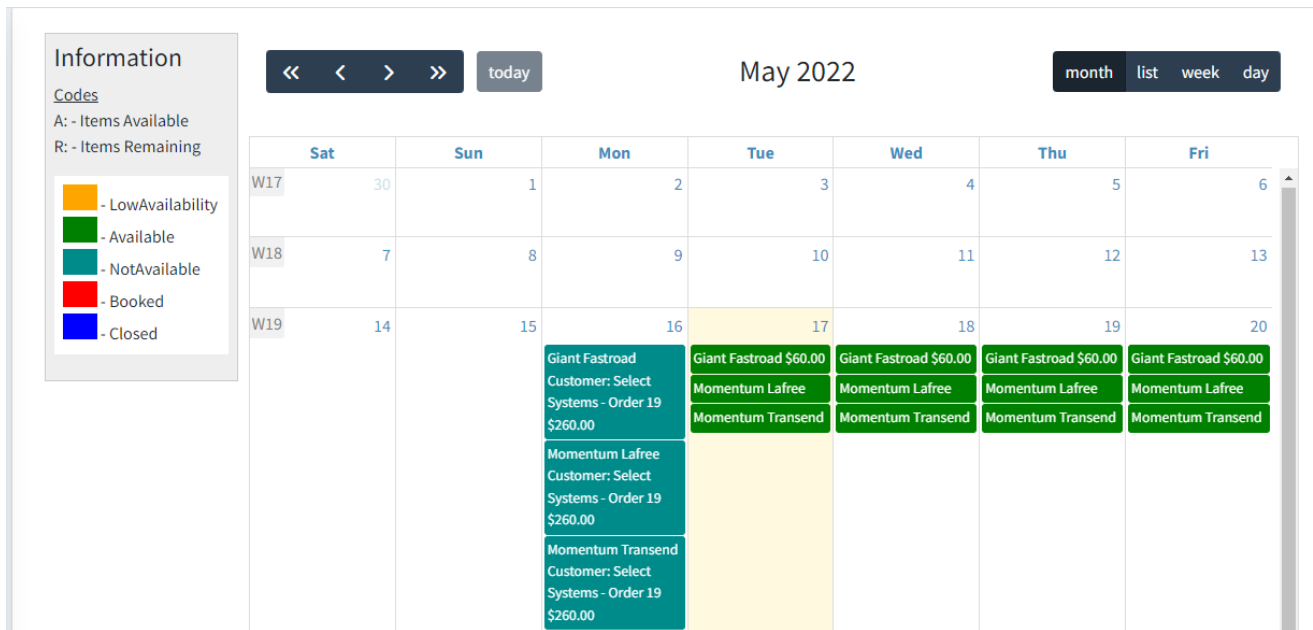 Information
Codes
A: - Items Available
R: - Items Remaining
- LowAvailability
- Available
- NotAvailable
- Booked
- Closed
today
May 2022
month list week day
Sat Sun Mon Tue Wed Thu Fri
W17 30 1 2 3 4 5 6
W18 7 8 9 10 11 12 13
W19 14 15 16 17 18 19 20
Giant Fastroad
Customer: Select
Systems - Order 19
$260.00
Momentum Lafree
Customer: Select
Systems - Order 19
$260.00
Momentum Transend
Customer: Select
Systems - Order 19
$260.00
Giant Fastroad $60.00
Momentum Lafree
Momentum Transend
Giant Fastroad $60.00
Momentum Lafree
Momentum Transend
Giant Fastroad $60.00
Momentum Lafree
Momentum Transend
Giant Fastroad $60.00
Momentum Lafree
Momentum Transend